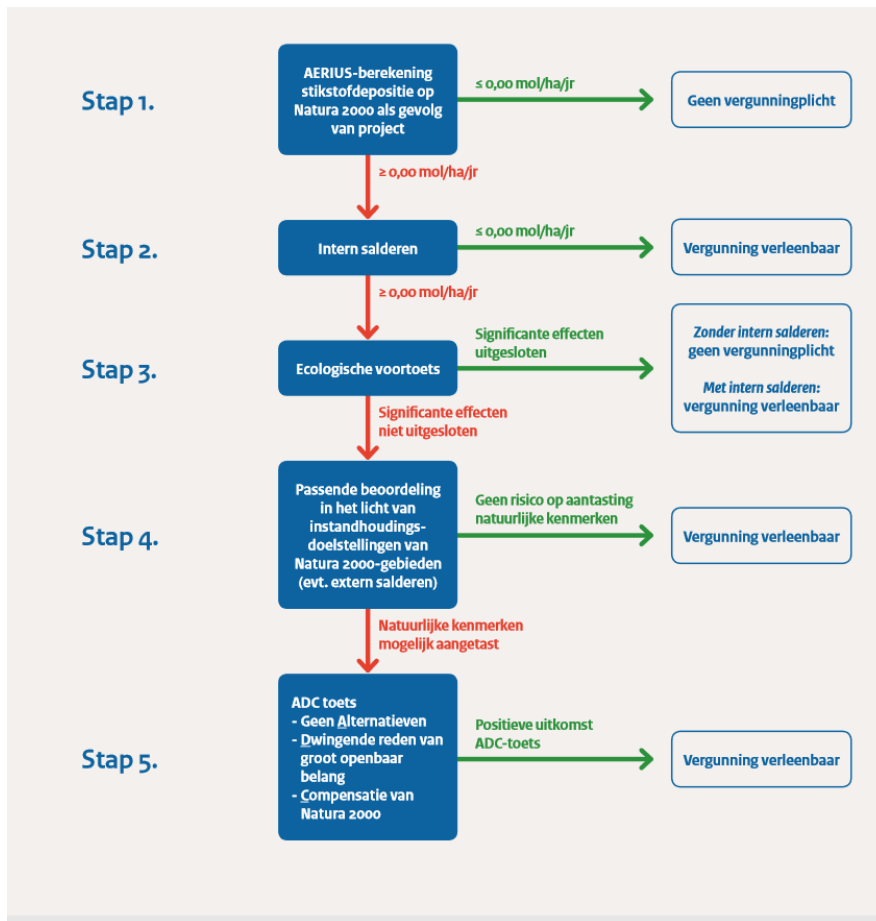 Stap 1.
AERIUS-berekening
stikstofdepositie op
Natura 2000 als gevolg
van project
≤ 0,00 mol/ha/jr
Geen vergunningplicht
≥ 0,00 mol/ha/jr
Stap 2.
Intern salderen
≤ 0,00 mol/ha/jr
Vergunning verleenbaar
≥ 0,00 mol/ha/jr
Stap 3.
Ecologische voortoets
Significante effecten
uitgesloten
Zonder intern salderen:
geen vergunningplicht
Met intern salderen:
vergunning verleenbaar
Significante effecten
niet uitgesloten
Stap 4.
Passende beoordeling
in het licht van
instandhoudings-
doelstellingen van
Natura 2000-gebieden
(evt. extern salderen)
Geen risico op aantasting
natuurlijke kenmerken
Vergunning verleenbaar
Natuurlijke kenmerken
mogelijk aangetast
Stap 5.
ADC toets
- Geen Alternatieven
- Dwingende reden van
groot openbaar
belang
- Compensatie van
Natura 2000
Positieve uitkomst
ADC-toets
Vergunning verleenbaar